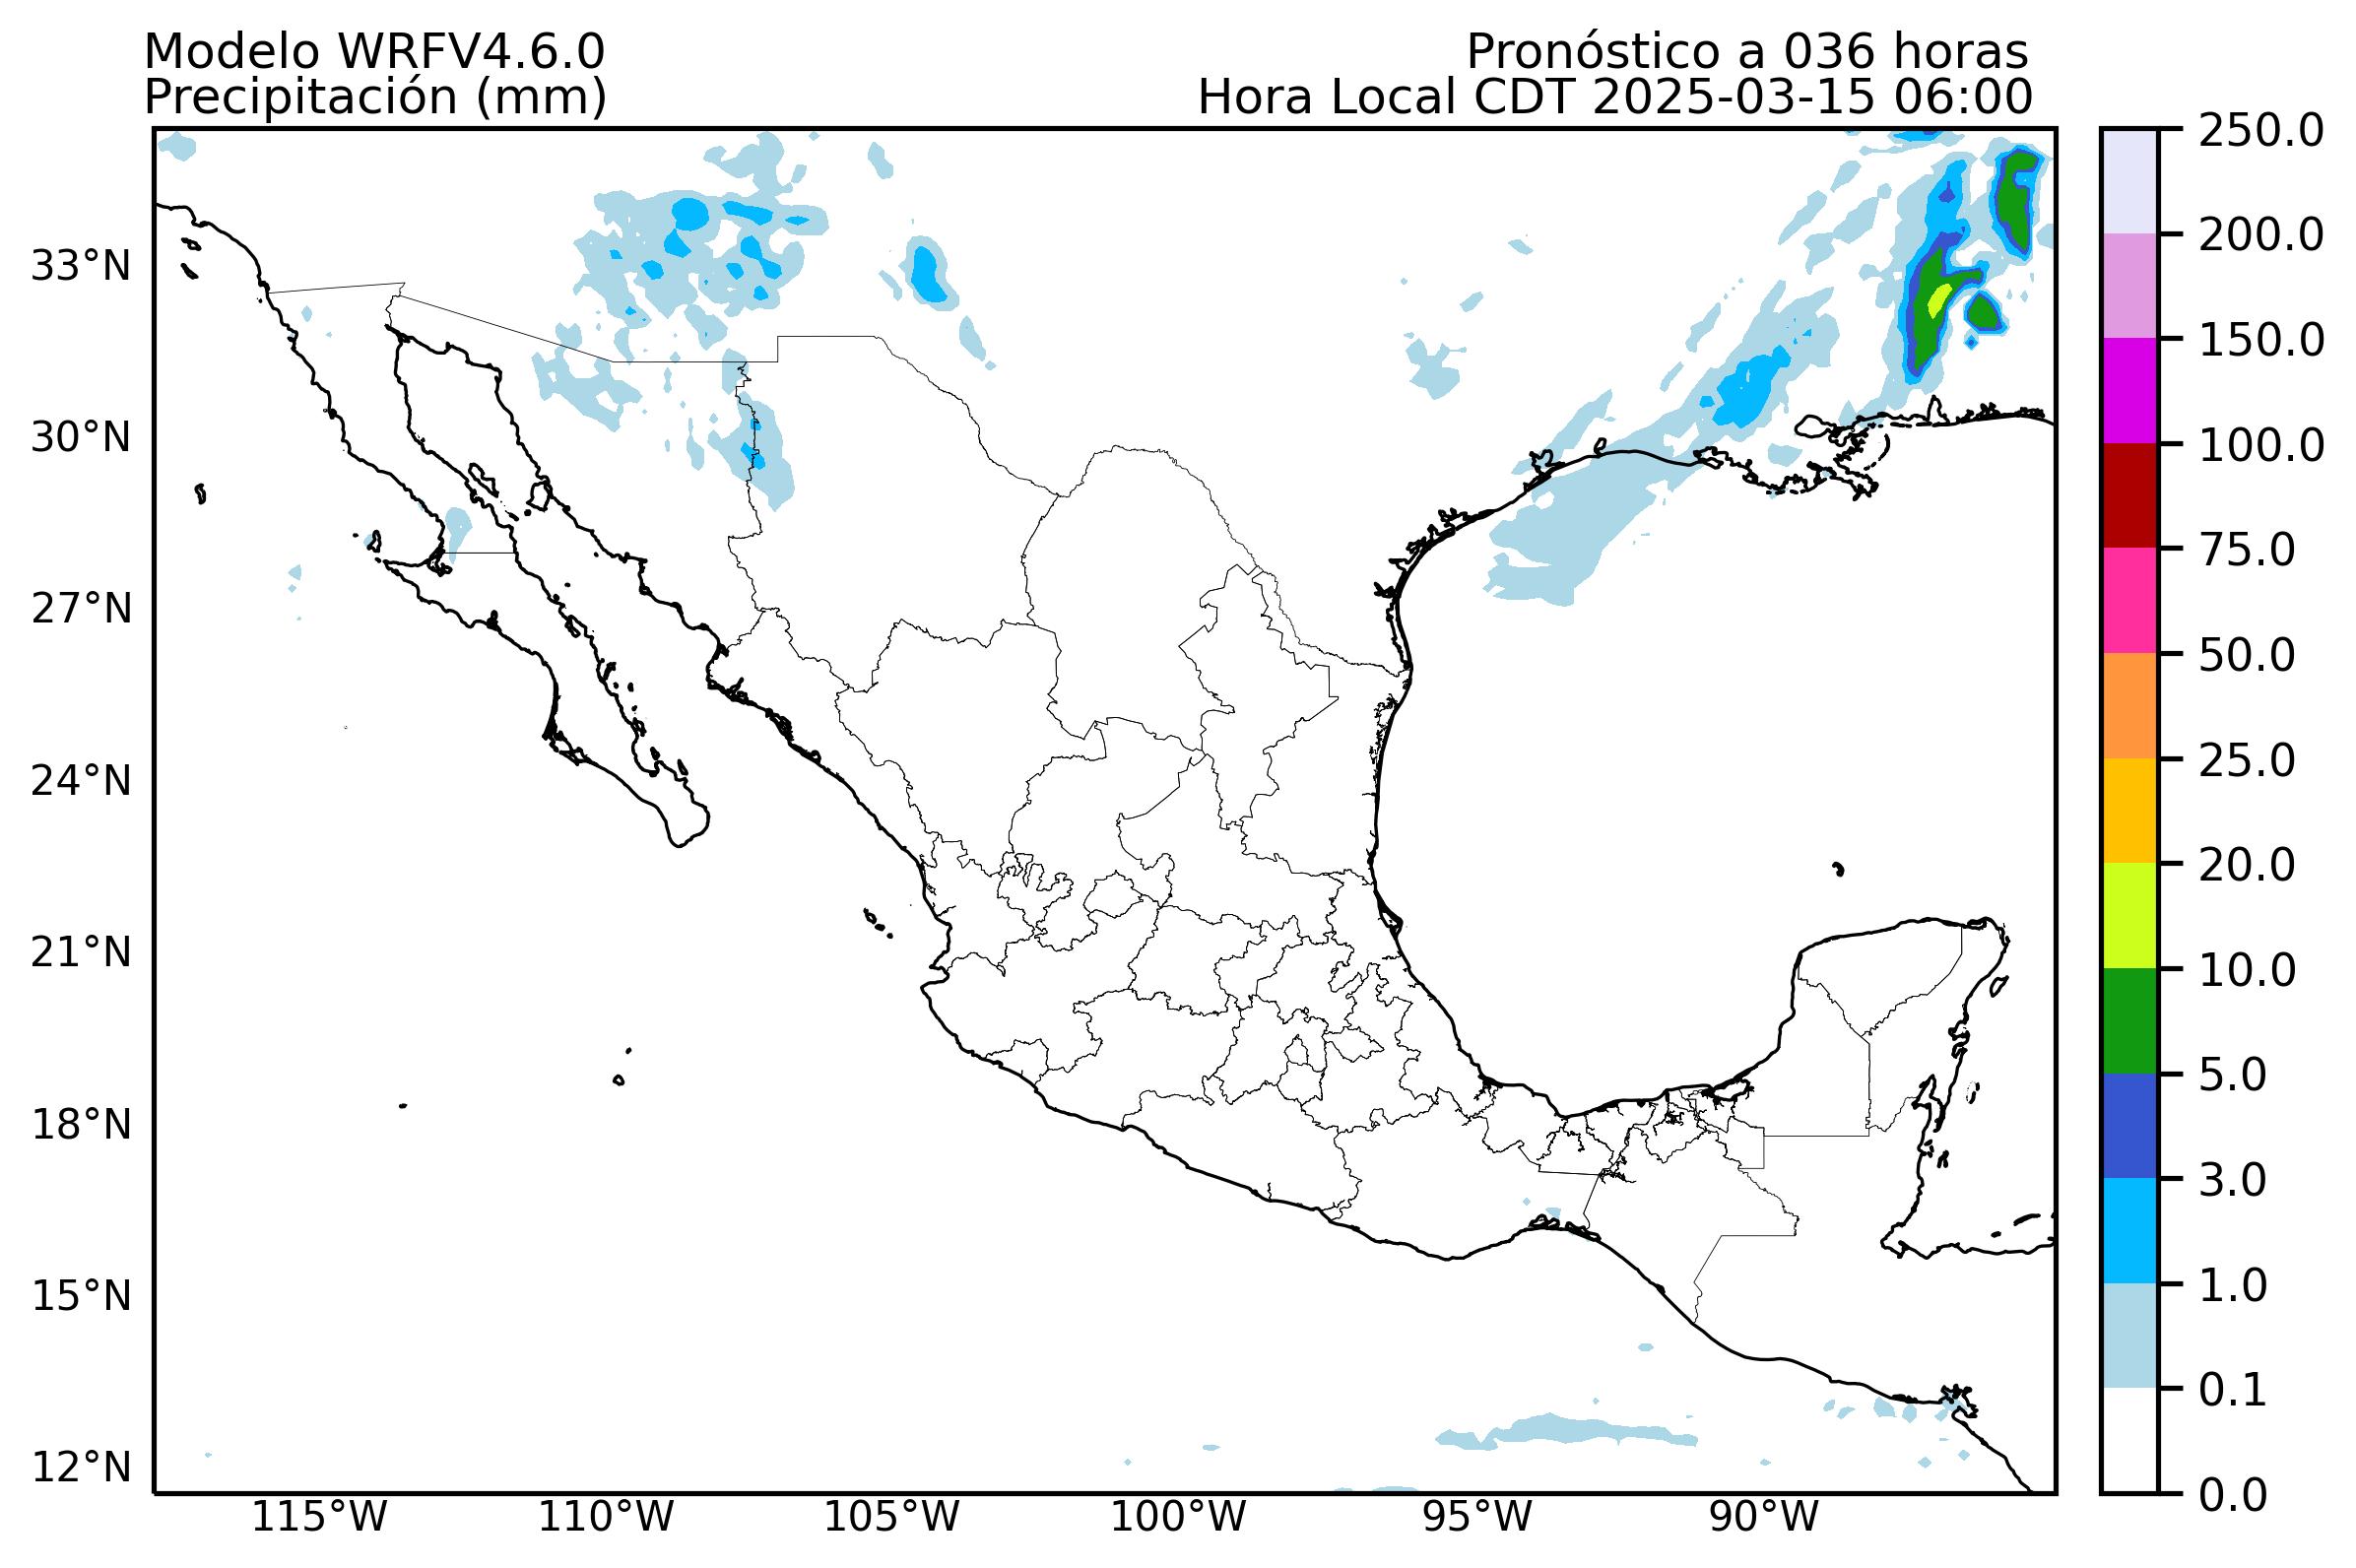 Modelo WRFV4.6.0
Precipitación (mm)
Pronóstico a 036 horas
Hora Local CDT 2025-03-15 06:00
33°N
30°N
27°N
24°N
21°N
18°N
15°N
12°N
115°W
110°W
105°W
100°W
95°W
90°W
250.0
200.0
150.0
100.0
75.0
50.0
25.0
20.0
10.0
5.0
3.0
1.0
0.1
0.0